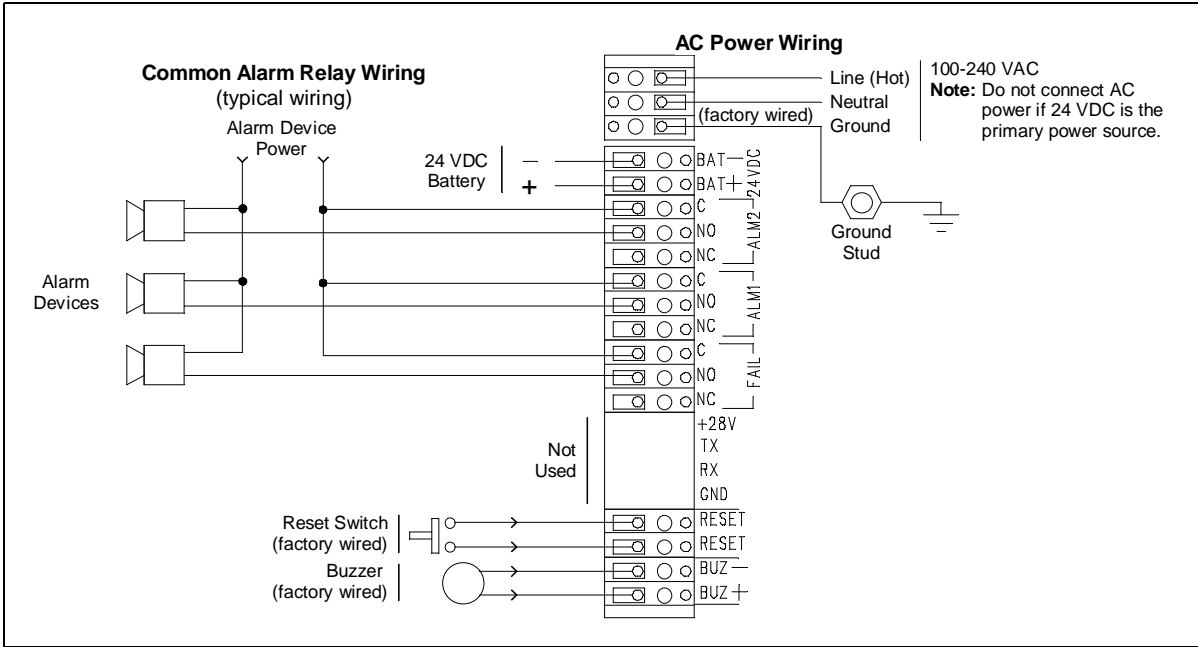 AC Power Wiring
Common Alarm Relay Wiring
(typical wiring)
Alarm Device
Power
Line (Hot)
Neutral
(factory wired)
Ground
100-240 VAC
Note: Do not connect AC
power if 24 VDC is the
primary power source.
24 VDC
Battery
−
+
BAT−
BAT+
24VDC
C
NO
NC
ALM2
C
NO
NC
ALM1
C
NO
NC
FAIL
Ground
Stud
Alarm
Devices
+28V
TX
RX
GND
Not
Used
RESET
RESET
BUZ−
BUZ+
Reset Switch
(factory wired)
Buzzer
(factory wired)